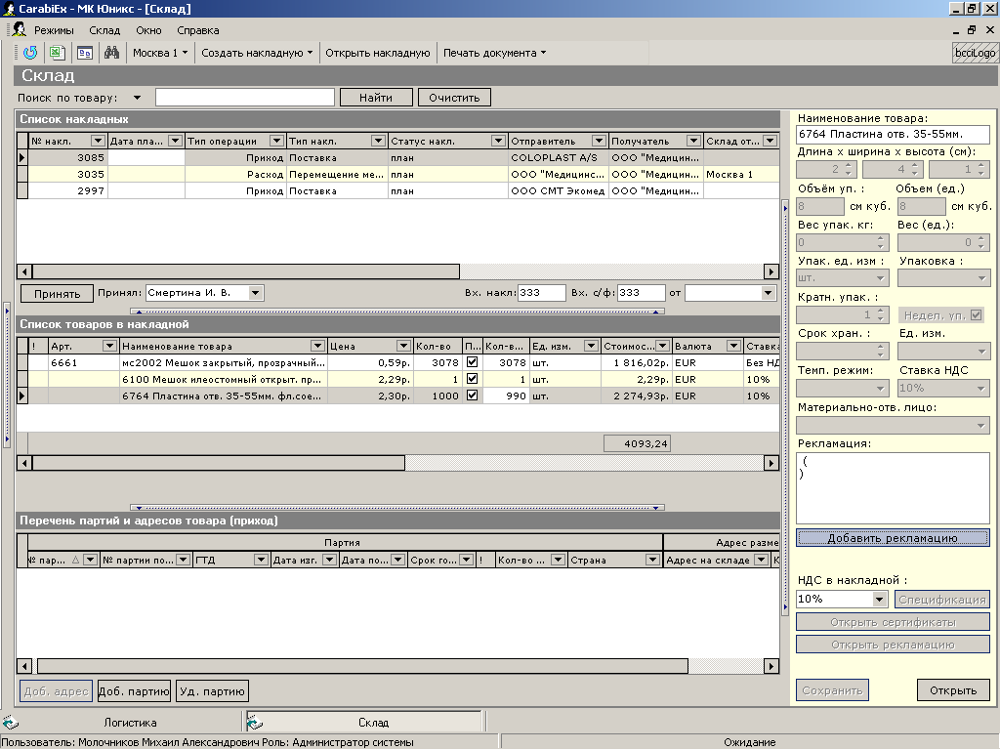 CarabiEx - МК Юникс - [Склад]
Режимы Склад Окно Справка
Москва 1 Создать накладную Открыть накладную Печать документа bcciLogo
Склад
Поиск по товару: Найти Очистить
Список накладных
№ накл. Дата пла... Тип операции Тип накл. Статус накл. Отправитель Получатель Склад от...
3085 Приход Поставка план COLOPLAST A/S ООО "Медицин...
3035 Расход Перемещение ме... план ООО "Медицинс... ООО "Медицин... Москва 1
2997 Приход Поставка план ООО СМТ Экомед ООО "Медицин...
Принять Принял: Смертина И. В. Вх. накл: 333 Вх. с/ф: 333 от
Список товаров в накладной
! Арт. Наименование товара Цена Кол-во П... Кол-в... Ед. изм. Стоимос... Валюта Ставка
6661 мс2002 Мешок закрытый, прозрачный... 0,59р. 3078 3078 шт. 1 816,02р. EUR Без НД
6100 Мешок илеостомный открыт. пр... 2,29р. 1 1 шт. 2,29р. EUR 10%
6764 Пластина отв. 35-55мм. фл.сое... 2,30р. 1000 990 шт. 2 274,93р. EUR 10%
4093,24
Перечень партий и адресов товара (приход)
Партия Адрес разме
№ пар... № партии по... ГТД Дата изг. Дата по... Срок го... ! Кол-во ... Страна Адрес на складе К
Доб. адрес Доб. партию Уд. партию
Наименование товара:
6764 Пластина отв. 35-55мм.
Длина х ширина х высота (см):
2 4 1
Объём уп. : Объем (ед.)
8 см куб. 8 см куб.
Вес упак. кг: Вес (ед.):
0 0
Упак. ед. изм : Упаковка :
шт.
Кратн. упак. :
1 Недел. уп.
Срок хран. : Ед. изм.
Темп. режим: Ставка НДС
10%
Материально-отв. лицо:
Рекламация:
(
)
Добавить рекламацию
НДС в накладной :
10% Спецификация
Открыть сертификаты
Открыть рекламацию
Сохранить Открыть
Логистика Склад
Пользователь: Молочников Михаил Александрович Роль: Администратор системы Ожидание